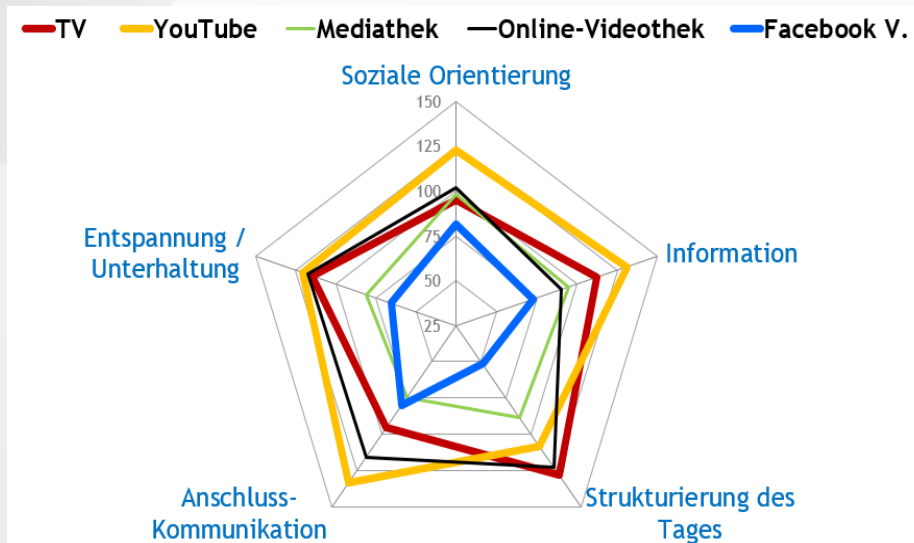 TV YouTube Mediathek Online-Videothek Facebook V.
Soziale Orientierung
150
125
100
75
50
25
Entspannung /
Unterhaltung
Information
Anschluss-
Kommunikation
Strukturierung des
Tages